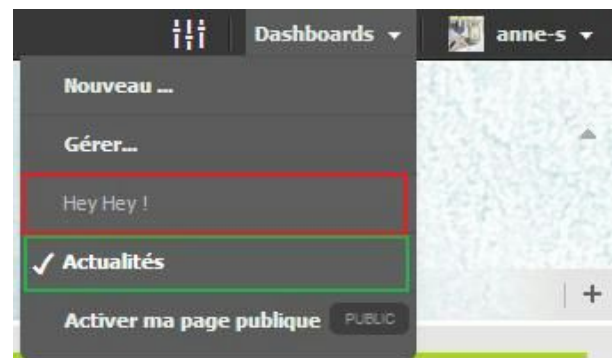 Dashboards
anne-s
Nouveau ...
Gérer...
Hey Hey !
Actualités
Activer ma page publique PUBLIC